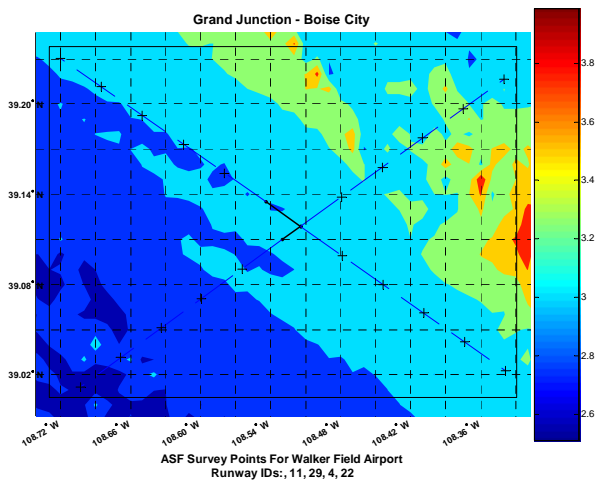 Grand Junction - Boise City
39.20° N
39.14° N
39.08° N
39.02° N
108.72° W
108.66° W
108.60° W
108.54° W
108.48° W
108.42° W
108.36° W
3.8
3.6
3.4
3.2
3
2.8
2.6
ASF Survey Points For Walker Field Airport
Runway IDs:, 11, 29, 4, 22